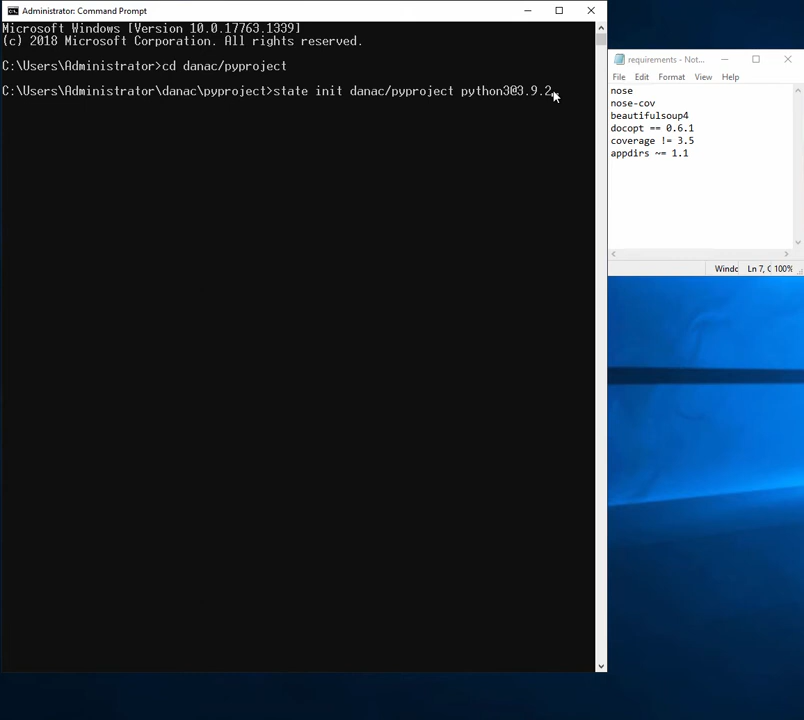 Administrator: Command Prompt
Microsoft Windows [Version 10.0.17763.1339]
(c) 2018 Microsoft Corporation. All rights reserved.
C:\Users\Administrator>cd danac/pyproject
C:\Users\Administrator\danac\pyproject>state init danac/pyproject python3@3.9.2
requirements - Not...
File Edit Format View Help
nose
nose-cov
beautifulsoup4
docopt == 0.6.1
coverage != 3.5
appdirs ~= 1.1
Windc Ln 7, C 100%